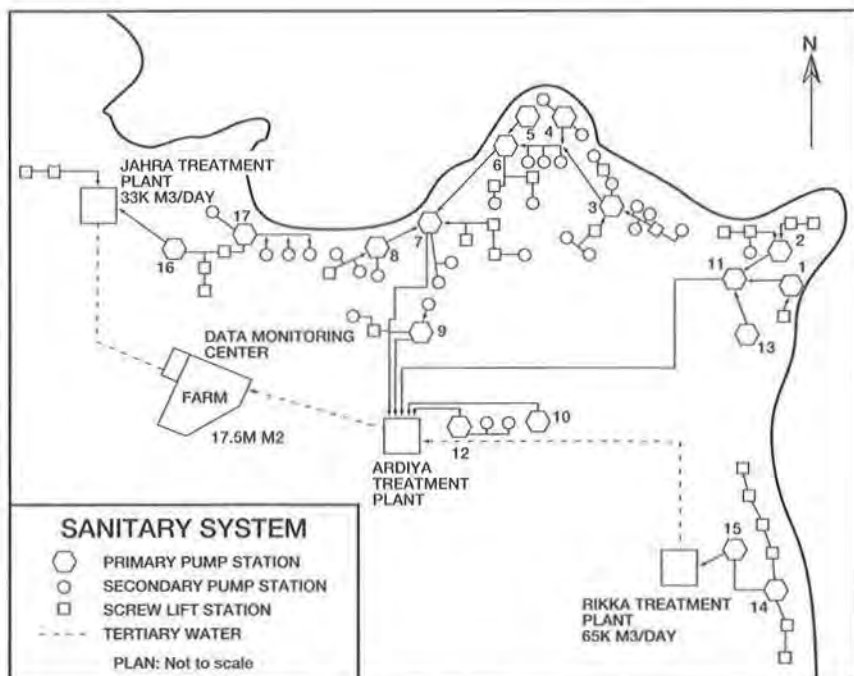 N
JAHRA TREATMENT
PLANT
33K M3/DAY
17
16
5
4
6
3
7
8
2
11
1
13
9
DATA MONITORING
CENTER
FARM
17.5M M2
10
12
ARDIYA
TREATMENT
PLANT
15
14
RIKKA TREATMENT
PLANT
65K M3/DAY
SANITARY SYSTEM
PRIMARY PUMP STATION
SECONDARY PUMP STATION
SCREW LIFT STATION
TERTIARY WATER
PLAN: Not to scale